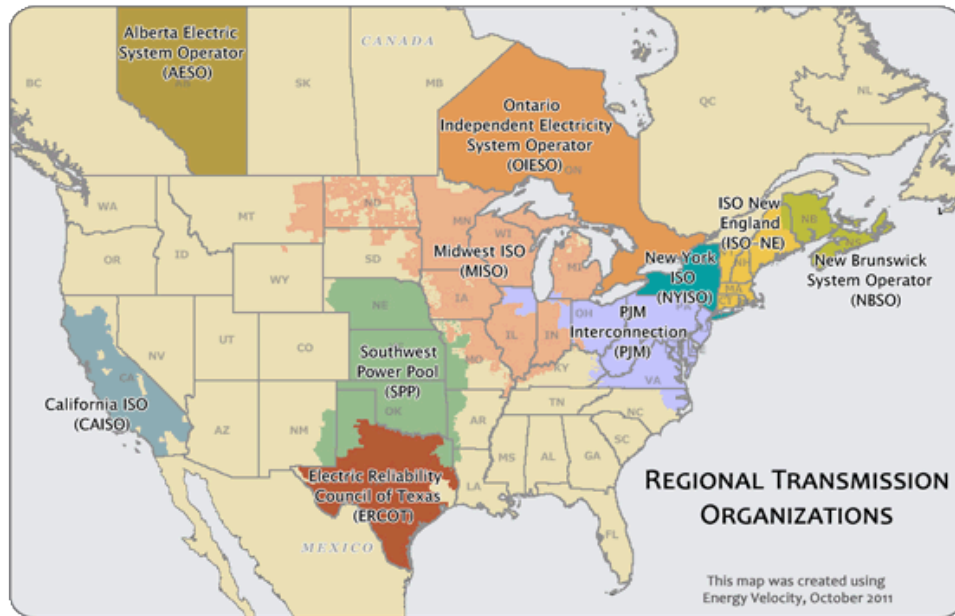 Alberta Electric
System Operator
(AESO)
CANADA
BC
SK
MB
ON
QC
NL
Ontario
Independent Electricity
System Operator
(OIESO)
WA
MT
ND
MN
WI
MI
ISO New
England
(ISO-NE)
NB
NH
MA
CT
New Brunswick
System Operator
(NBSO)
OR
ID
WY
SD
Midwest ISO
(MISO)
New York
ISO
(NYISO)
IA
NE
IL
IN
OH
PA
PJM
Interconnection
(PJM)
NV
UT
CO
Southwest
Power Pool
(SPP)
MO
KY
VA
CA
California ISO
(CAISO)
AZ
NM
OK
AR
TN
NC
SC
MS
AL
GA
LA
FL
Electric Reliability
Council of Texas
(ERCOT)
MEXICO
REGIONAL TRANSMISSION
ORGANIZATIONS
This map was created using
Energy Velocity, October 2011